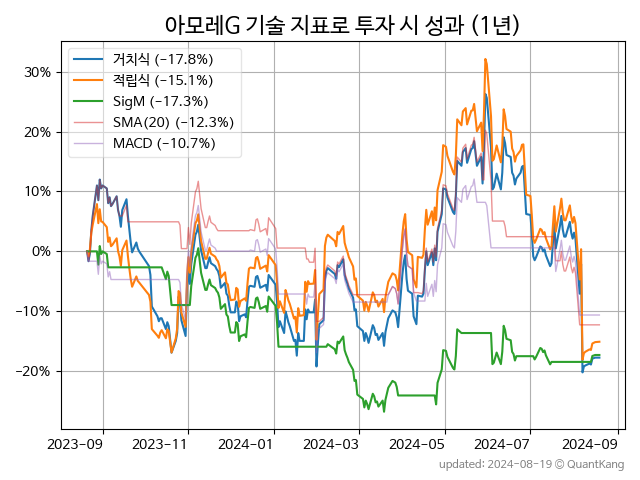 아모레G 기술 지표로 투자 시 성과 (1년)
거치식 (−17.8%)
적립식 (−15.1%)
SigM (−17.3%)
SMA(20) (−12.3%)
MACD (−10.7%)
30%
20%
10%
0%
−10%
−20%
2023-09 2023-11 2024-01 2024-03 2024-05 2024-07 2024-09
updated: 2024-08-19 © QuantKang